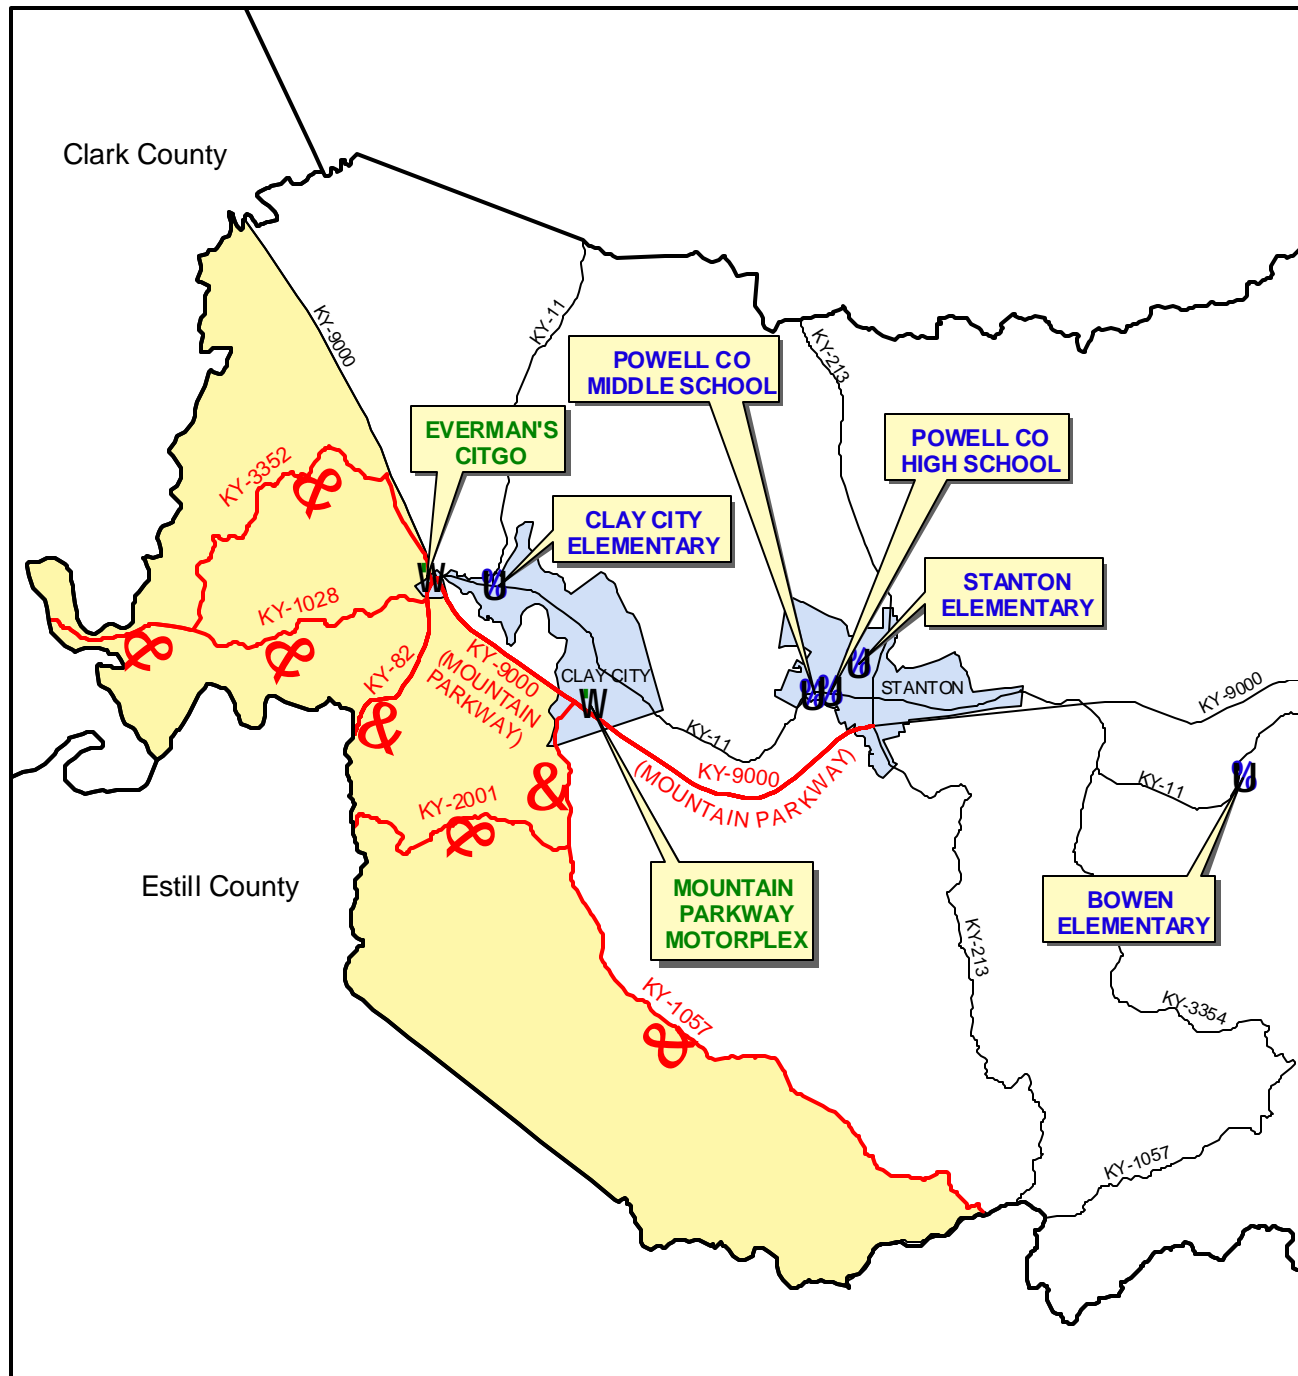 Clark County
KY-9000
KY-11
KY-213
POWELL CO
MIDDLE SCHOOL
EVERMAN'S
CITGO
POWELL CO
HIGH SCHOOL
KY-3352
&
CLAY CITY
ELEMENTARY
W
U
STANTON
ELEMENTARY
KY-1028
&
&
KY-82
&
KY-9000
(MOUNTAIN
PARKWAY)
CLAY CITY
W
U
U
U
STANTON
KY-9000
KY-11
KY-9000
(MOUNTAIN PARKWAY)
KY-11
U
&
KY-2001
&
Estill County
MOUNTAIN
PARKWAY
MOTORPLEX
BOWEN
ELEMENTARY
KY-213
KY-1057
&
KY-3354
KY-1057